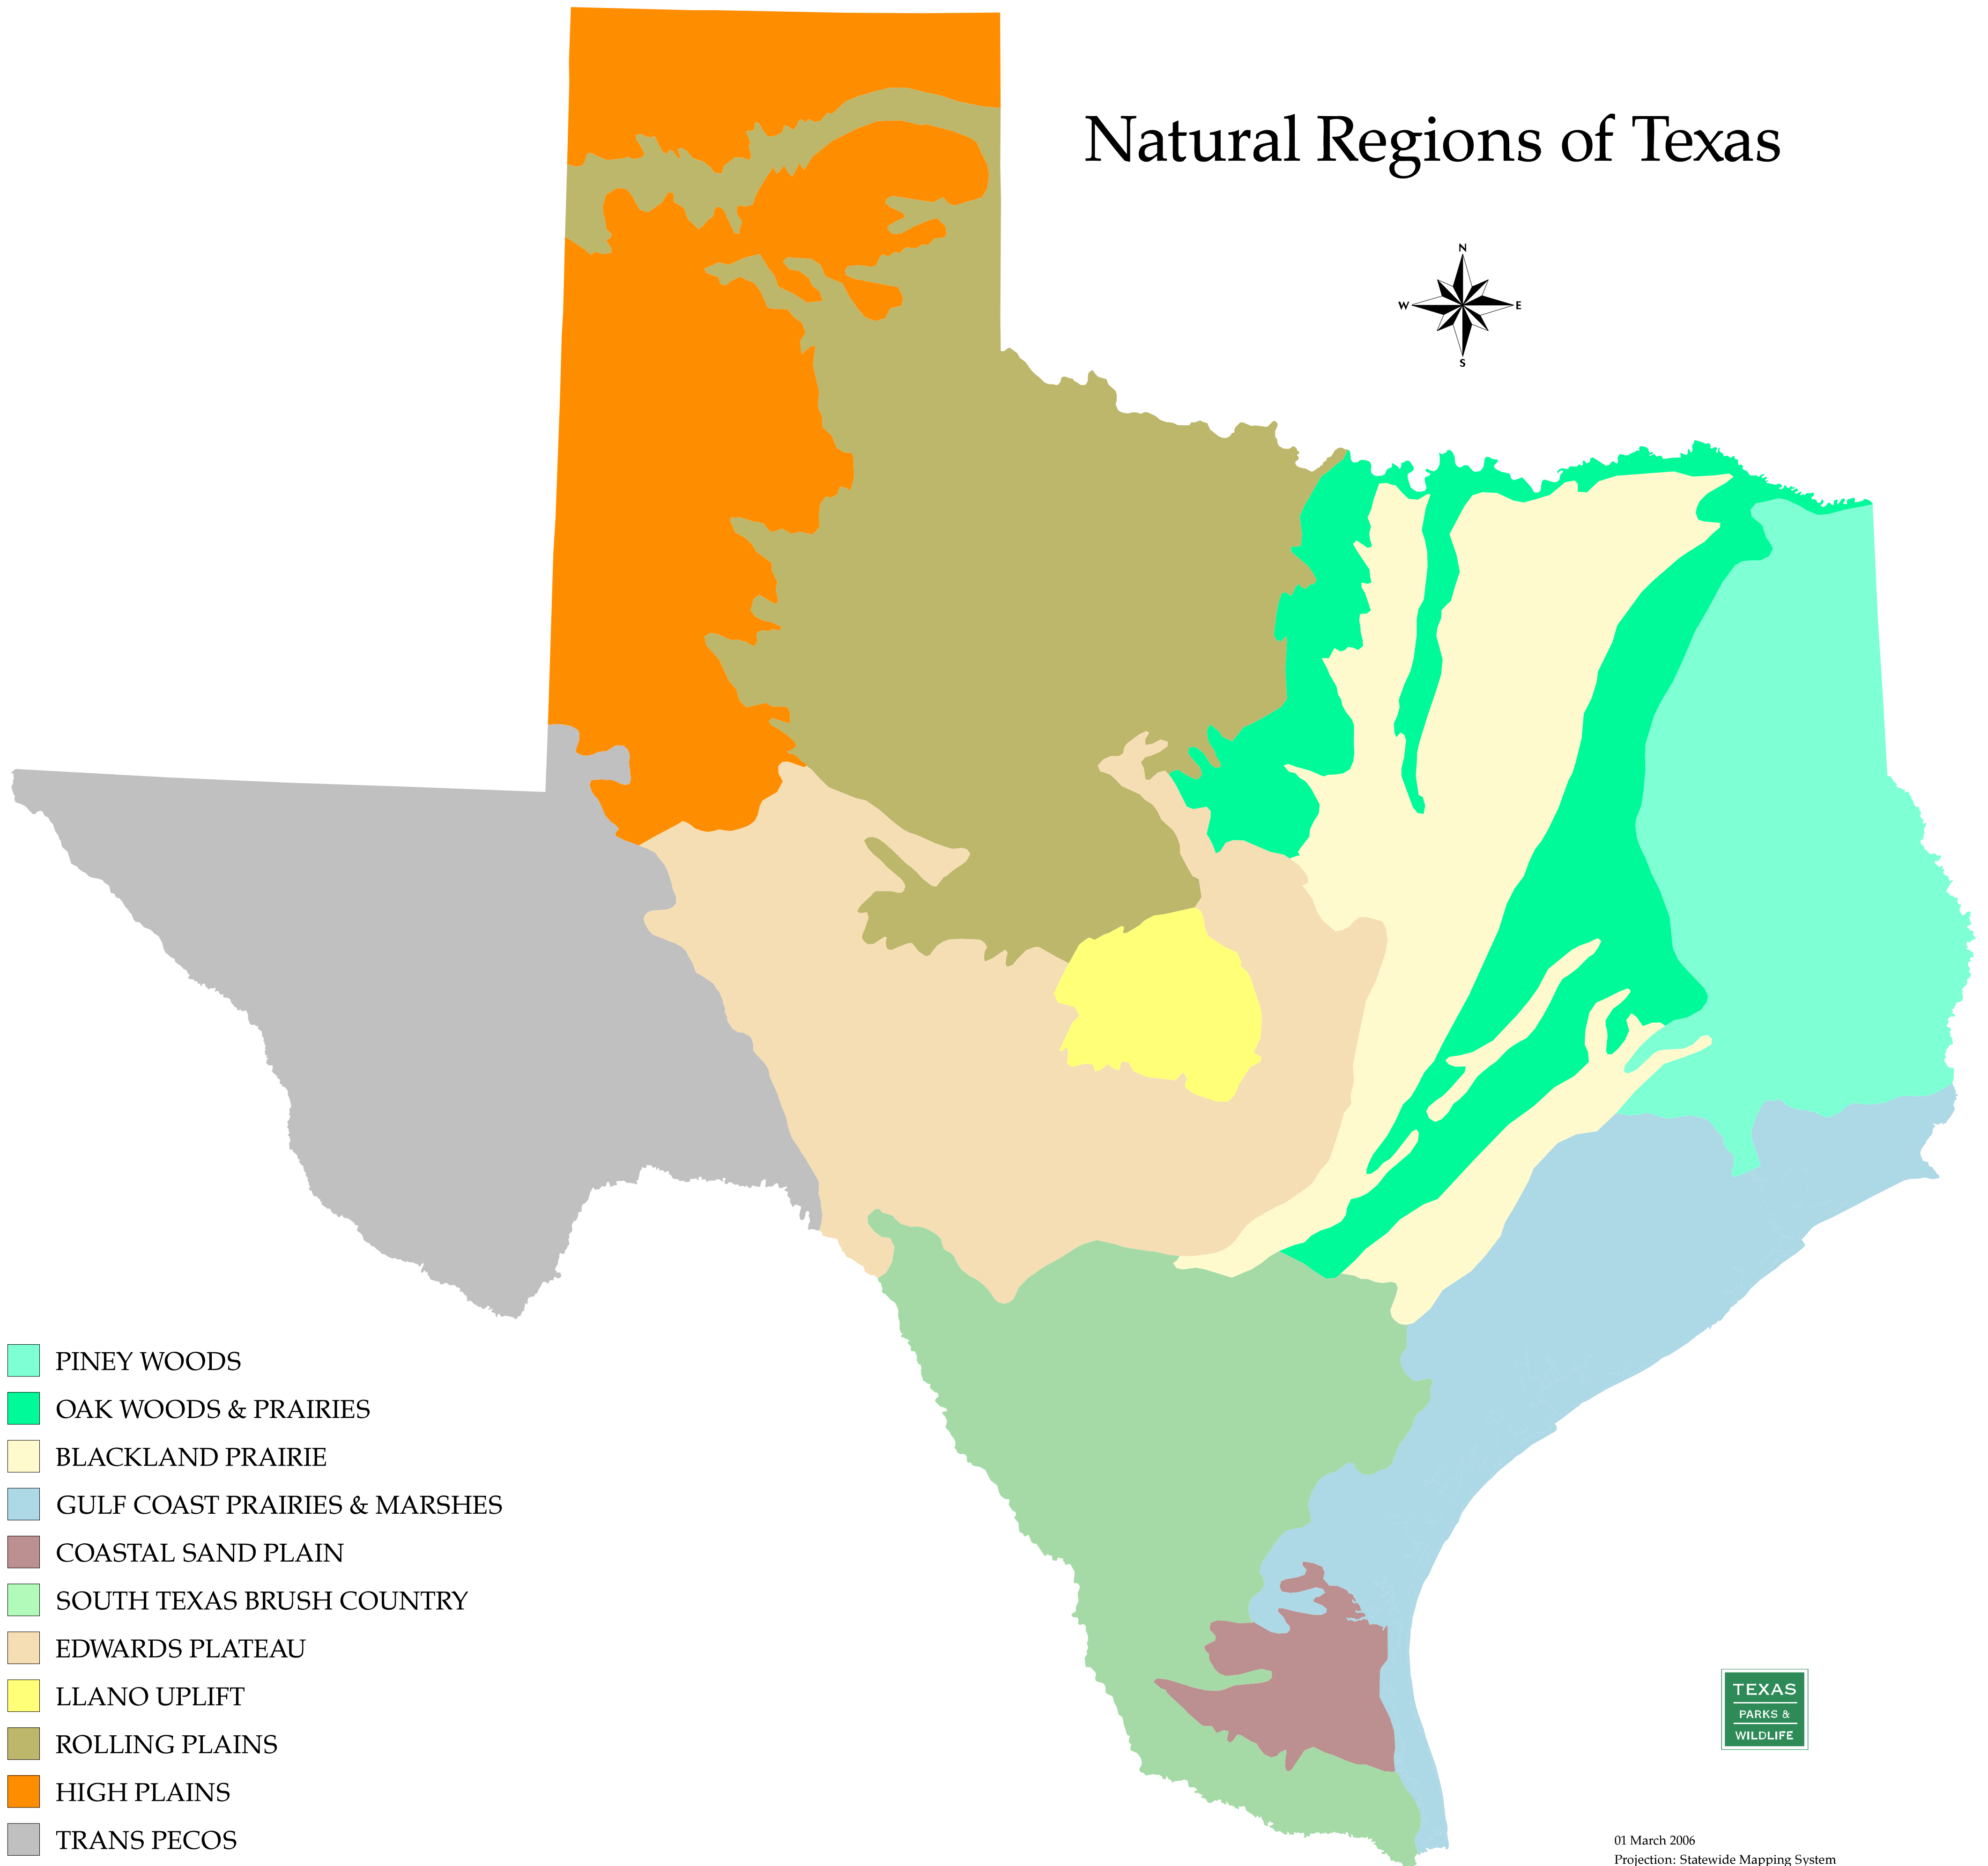 Natural Regions of Texas
N
W E
S
PINEY WOODS
OAK WOODS & PRAIRIES
BLACKLAND PRAIRIE
GULF COAST PRAIRIES & MARSHES
COASTAL SAND PLAIN
SOUTH TEXAS BRUSH COUNTRY
EDWARDS PLATEAU
LLANO UPLIFT
ROLLING PLAINS
HIGH PLAINS
TRANS PECOS
TEXAS
PARKS &
WILDLIFE
01 March 2006
Projection: Statewide Mapping System